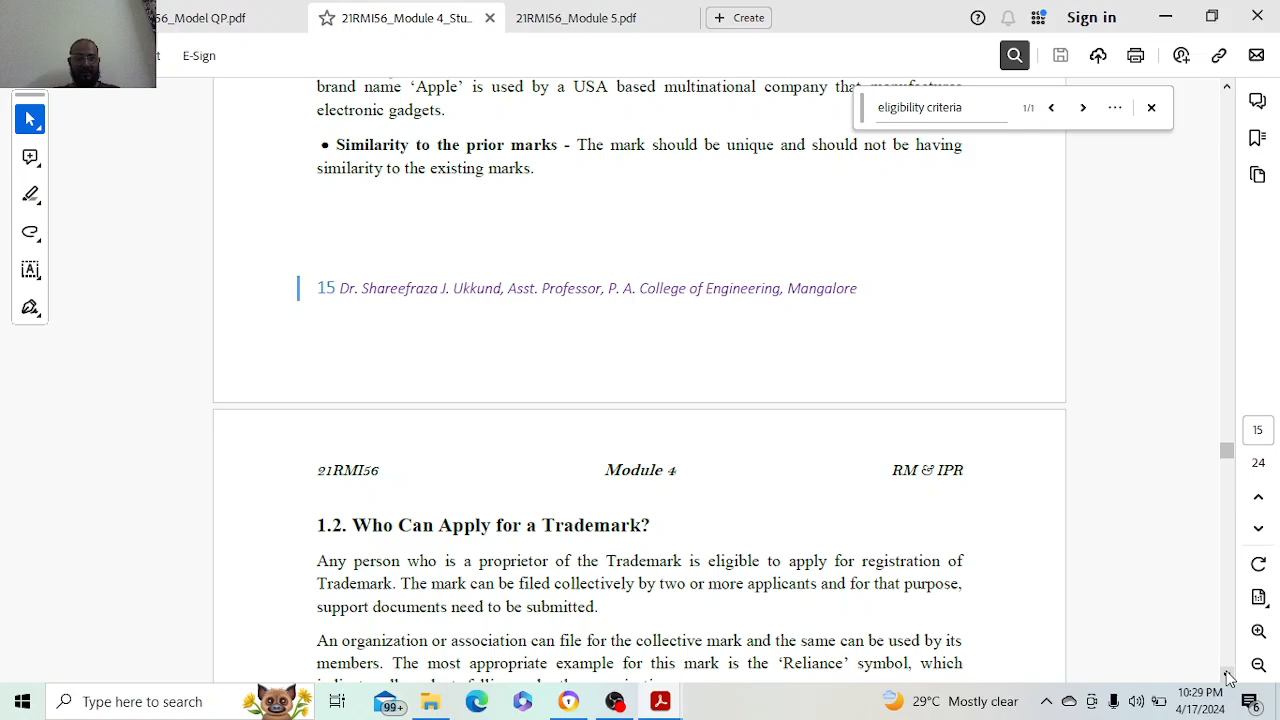 56_Model QP.pdf
21RMI56_Module 4_Stu...
21RMI56_Module 5.pdf
Create
Sign in
E-Sign
brand name ‘Apple’ is used by a USA based multinational company that
electronic gadgets.
eligibility criteria
1/1
● Similarity to the prior marks - The mark should be unique and should not be having
similarity to the existing marks.
15 Dr. Shareefraza J. Ukkund, Asst. Professor, P. A. College of Engineering, Mangalore
15
24
21RMI56 Module 4 RM & IPR
1.2. Who Can Apply for a Trademark?
Any person who is a proprietor of the Trademark is eligible to apply for registration of
Trademark. The mark can be filed collectively by two or more applicants and for that purpose,
support documents need to be submitted.
An organization or association can file for the collective mark and the same can be used by its
members. The most appropriate example for this mark is the ‘Reliance’ symbol, which
Type here to search
99+
29°C Mostly clear
10:29 PM
4/17/2024
6